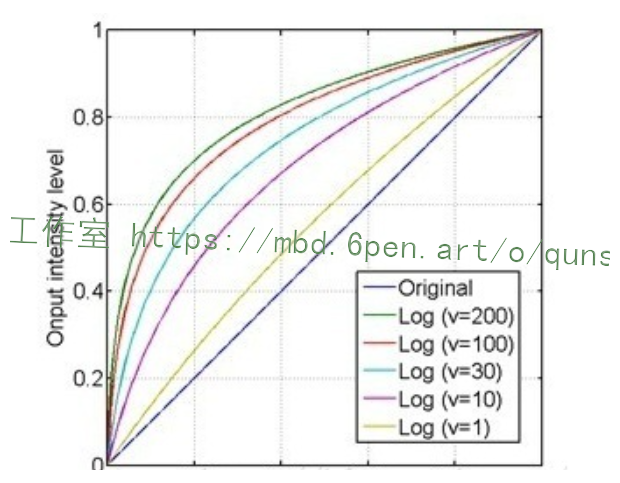 1
0.8
0.6
0.4
0.2
0
Onput intensity level
工作室 https://mbd.6pen.art/o/quns
Original
Log (v=200)
Log (v=100)
Log (v=30)
Log (v=10)
Log (v=1)